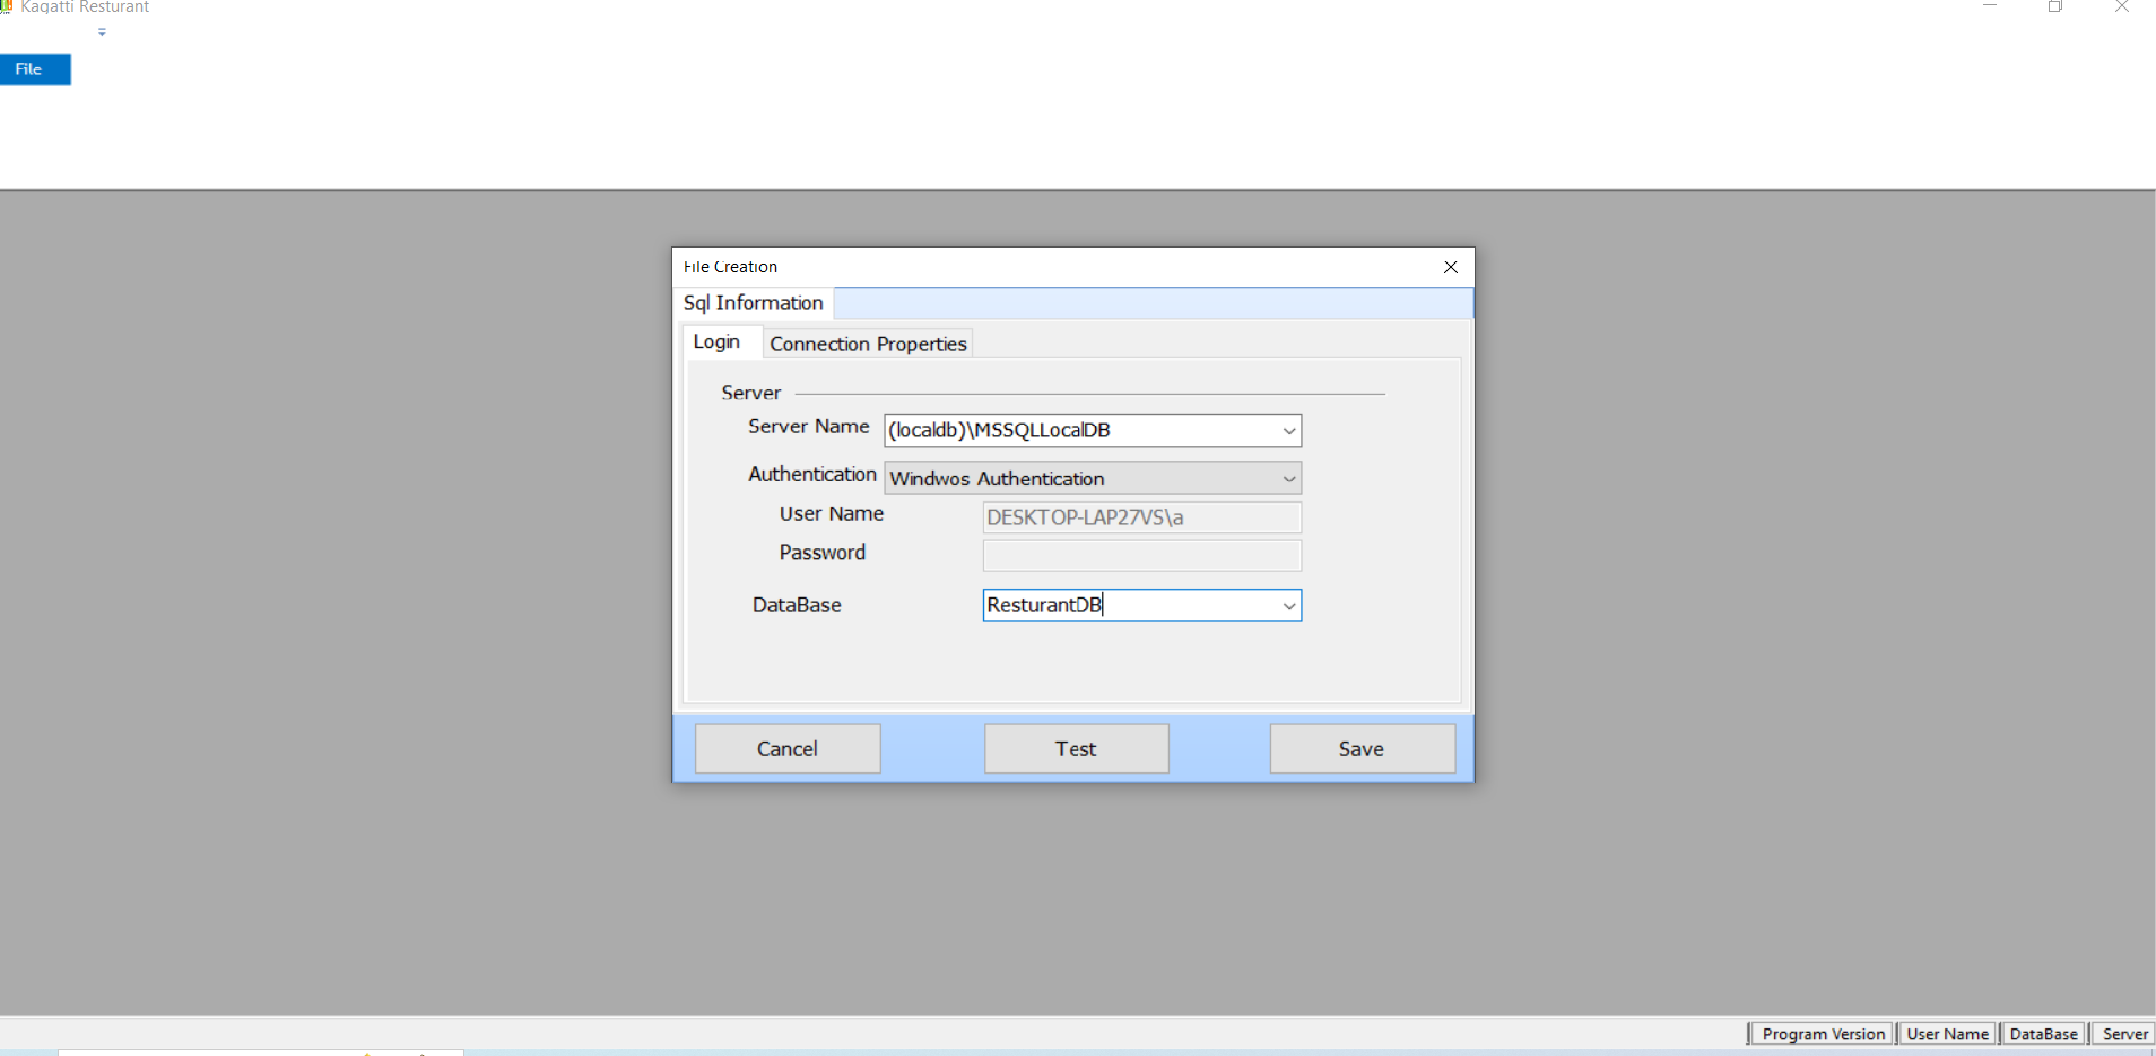 Kagatti Resturant
File
File Creation
Sql Information
Login
Connection Properties
Server
Server Name
(localdb)\MSSQLLocalDB
Authentication
Windwos Authentication
User Name
DESKTOP-LAP27VS\a
Password
DataBase
ResturantDB
Cancel
Test
Save
Program Version
User Name
DataBase
Server